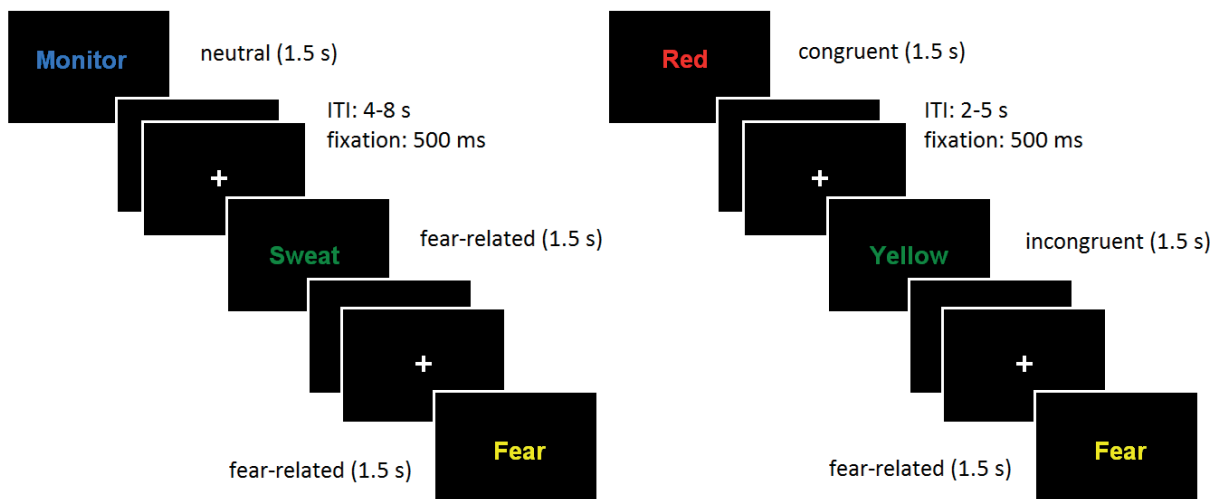 Monitor
neutral (1.5 s)
ITI: 4-8 s
fixation: 500 ms
+
Sweat
fear-related (1.5 s)
+
Fear
fear-related (1.5 s)
Red
congruent (1.5 s)
ITI: 2-5 s
fixation: 500 ms
+
Yellow
incongruent (1.5 s)
+
Fear
fear-related (1.5 s)